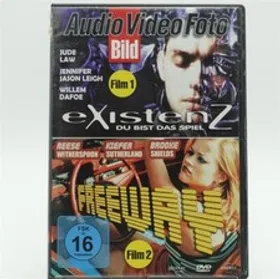 Audio Video Foto
Bild
JUDE
LAW
JENNIFER
JASON LEIGH
WILLEM
DAFOE
Film 1
eXistenZ
DU BIST DAS SPIEL
REESE
WITHERSPOON
KIEFER
SUTHERLAND
BROOKE
SHIELDS
FREEWAY
FSK
16
Film 2
DVD